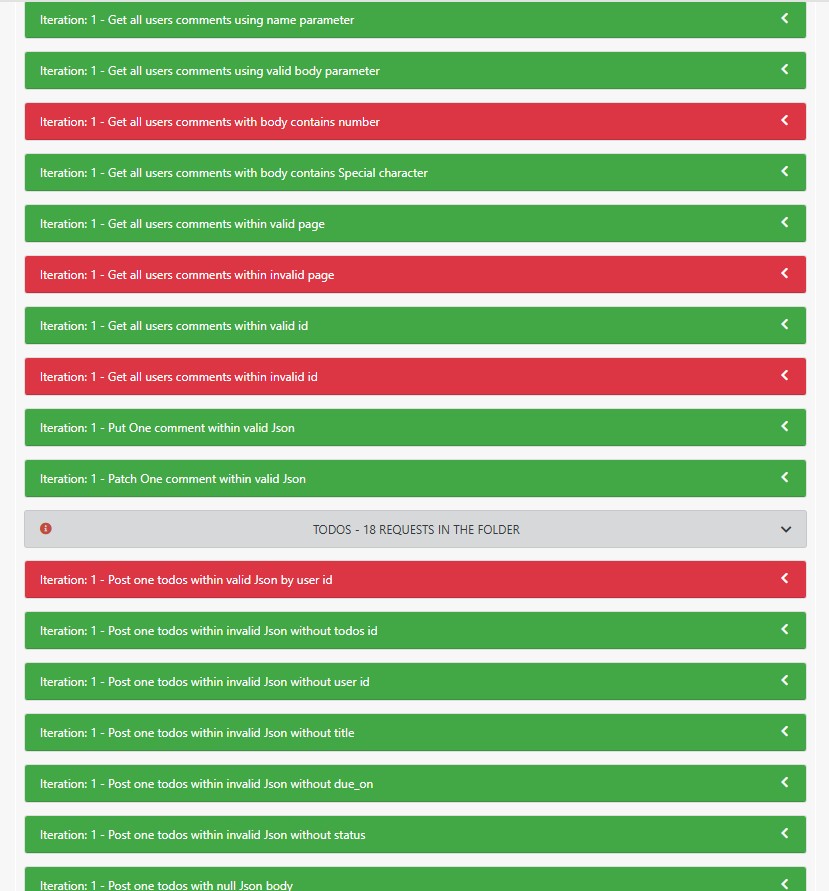 Iteration: 1 - Get all users comments using name parameter
Iteration: 1 - Get all users comments using valid body parameter
Iteration: 1 - Get all users comments with body contains number
Iteration: 1 - Get all users comments with body contains Special character
Iteration: 1 - Get all users comments within valid page
Iteration: 1 - Get all users comments within invalid page
Iteration: 1 - Get all users comments within valid id
Iteration: 1 - Get all users comments within invalid id
Iteration: 1 - Put One comment within valid Json
Iteration: 1 - Patch One comment within valid Json
TODOS - 18 REQUESTS IN THE FOLDER
Iteration: 1 - Post one todos within valid Json by user id
Iteration: 1 - Post one todos within invalid Json without todos id
Iteration: 1 - Post one todos within invalid Json without user id
Iteration: 1 - Post one todos within invalid Json without title
Iteration: 1 - Post one todos within invalid Json without due_on
Iteration: 1 - Post one todos within invalid Json without status
Iteration: 1 - Post one todos with null Json body